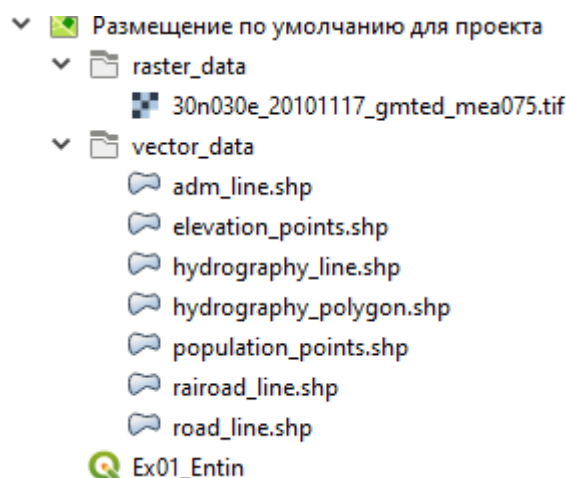 Размещение по умолчанию для проекта
raster_data
30n030e_20101117_gmted_mea075.tif
vector_data
adm_line.shp
elevation_points.shp
hydrography_line.shp
hydrography_polygon.shp
population_points.shp
rairoad_line.shp
road_line.shp
Ex01_Entin